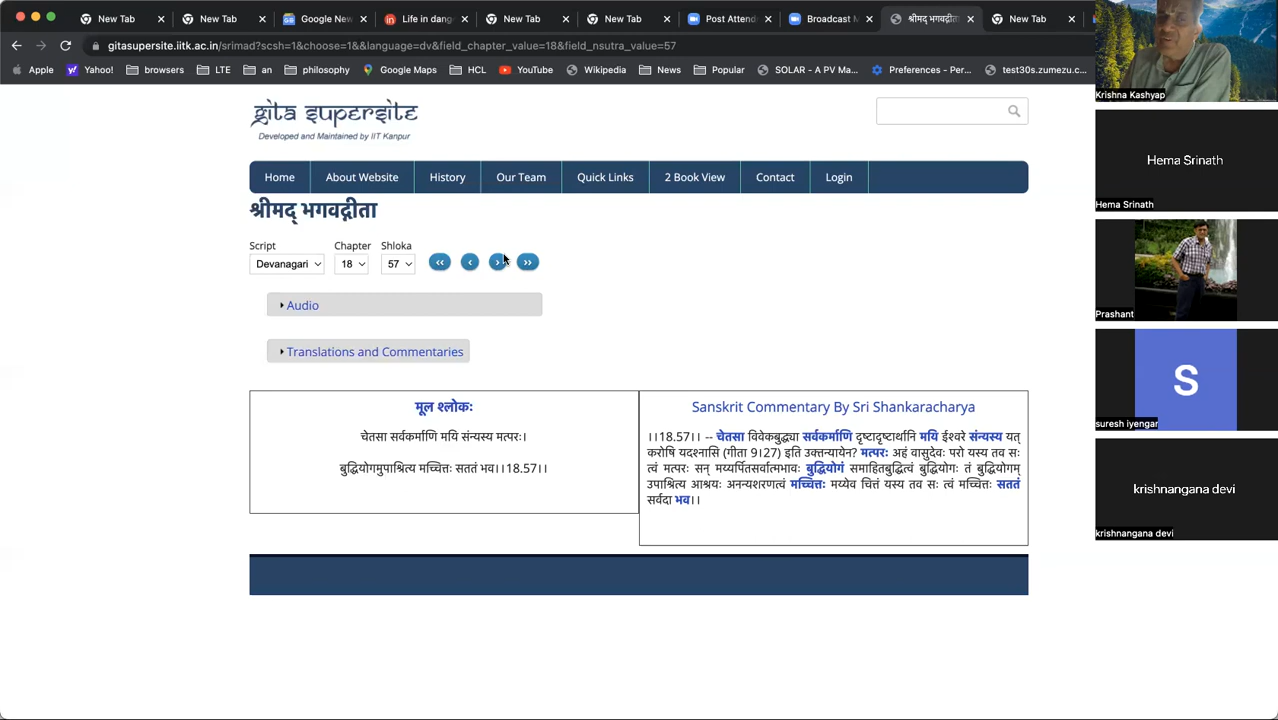 New Tab
New Tab
Google New
Life in dang
New Tab
New Tab
Post Attend
Broadcast M
श्रीमद् भगवद्गीता
New Tab
gitasupersite.iitk.ac.in/srimad?scsh=1&choose=1&&language=dv&field_chapter_value=18&field_nsutra_value=57
Apple
Yahoo!
browsers
LTE
an
philosophy
Google Maps
HCL
YouTube
Wikipedia
News
Popular
SOLAR - A PV Ma...
Preferences - Per...
test30s.zumezu.c...
gita supersite
Developed and Maintained by IIT Kanpur
Home
About Website
History
Our Team
Quick Links
2 Book View
Contact
Login
श्रीमद् भगवद्गीता
Script
Chapter
Shloka
Devanagari
18
57
Audio
Translations and Commentaries
मूल श्लोकः
चेतसा सर्वकर्माणि मयि संन्यस्य मत्परः।
बुद्धियोगमुपाश्रित्य मच्चित्तः सततं भव।।18.57।।
Sanskrit Commentary By Sri Shankaracharya
।।18.57।। -- चेतसा विवेकबुद्ध्या सर्वकर्माणि दृष्टादृष्टार्थानि मयि ईश्वरे संन्यस्य यत्
करोषि यदश्नासि (गीता 9।27) इति उक्तन्यायेन? मत्परः अहं वासुदेवः परो यस्य तव सः
त्वं मत्परः सन् मय्यर्पितसर्वात्मभावः बुद्धियोगं समाहितबुद्धित्वं बुद्धियोगः तं बुद्धियोगम्
उपाश्रित्य आश्रयः अनन्यशरणत्वं मच्चित्तः मय्येव चित्तं यस्य तव सः त्वं मच्चित्तः सततं
सर्वदा भव।।
Krishna Kashyap
Hema Srinath
Hema Srinath
Prashant
S
suresh iyengar
krishnangana devi
krishnangana devi